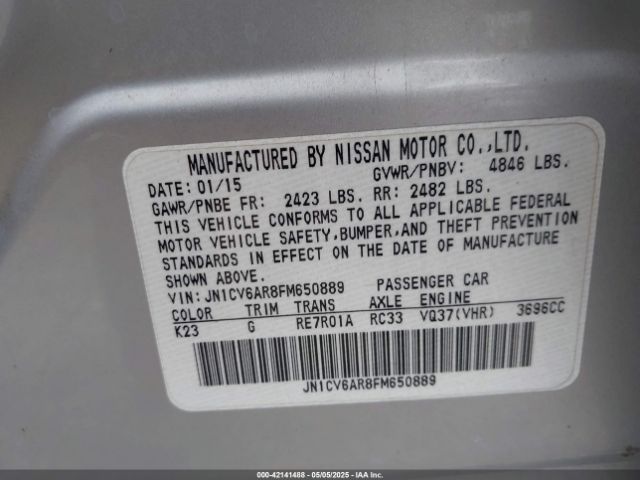 MANUFACTURED BY NISSAN MOTOR CO.,LTD.
DATE: 01/15 GVWR/PNBV: 4846 LBS.
GAWR/PNBE FR: 2423 LBS. RR: 2482 LBS.
THIS VEHICLE CONFORMS TO ALL APPLICABLE FEDERAL
MOTOR VEHICLE SAFETY, BUMPER, AND THEFT PREVENTION
STANDARDS IN EFFECT ON THE DATE OF MANUFACTURE
SHOWN ABOVE.
VIN: JN1CV6AR8FM650889 PASSENGER CAR
COLOR TRIM TRANS AXLE ENGINE
K23 G RE7R01A RC33 VQ37(VHR) 3696CC
JN1CV6AR8FM650889
000-42141488 - 05/05/2025 - IAAI.COM